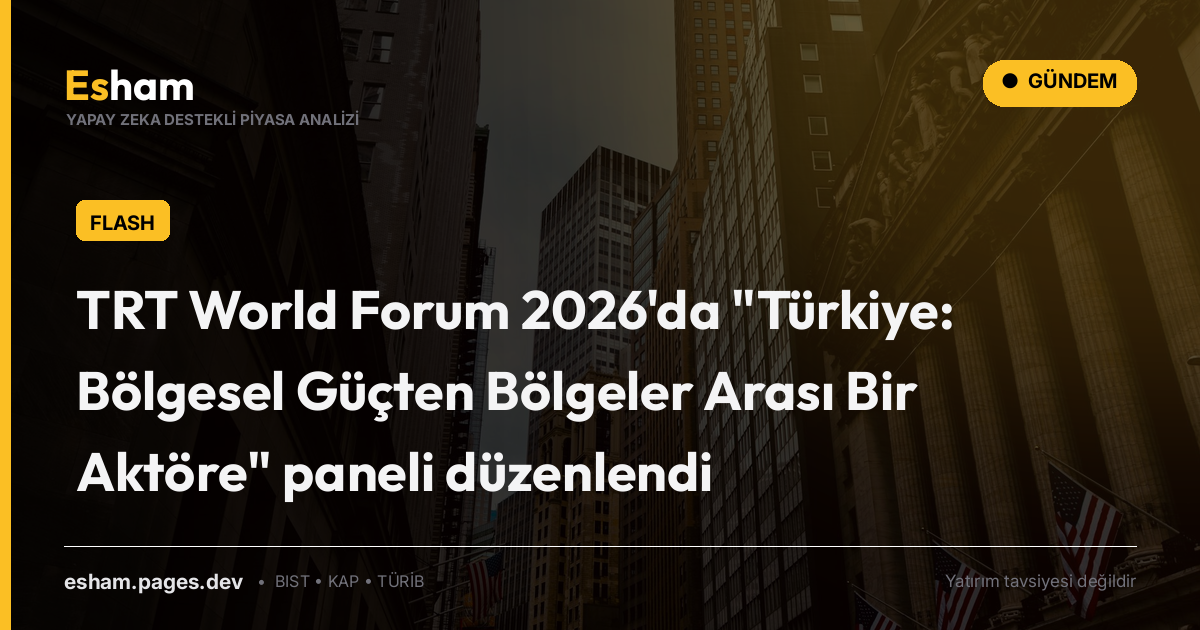 Esham
YAPAY ZEKA DESTEKLİ PİYASA ANALİZİ
● GÜNDEM
FLASH
TRT World Forum 2026'da "Türkiye:
Bölgesel Güçten Bölgeler Arası Bir
Aktöre" paneli düzenlendi
esham.pages.dev • BIST • KAP • TÜRİB
Yatırım tavsiyesi değildir